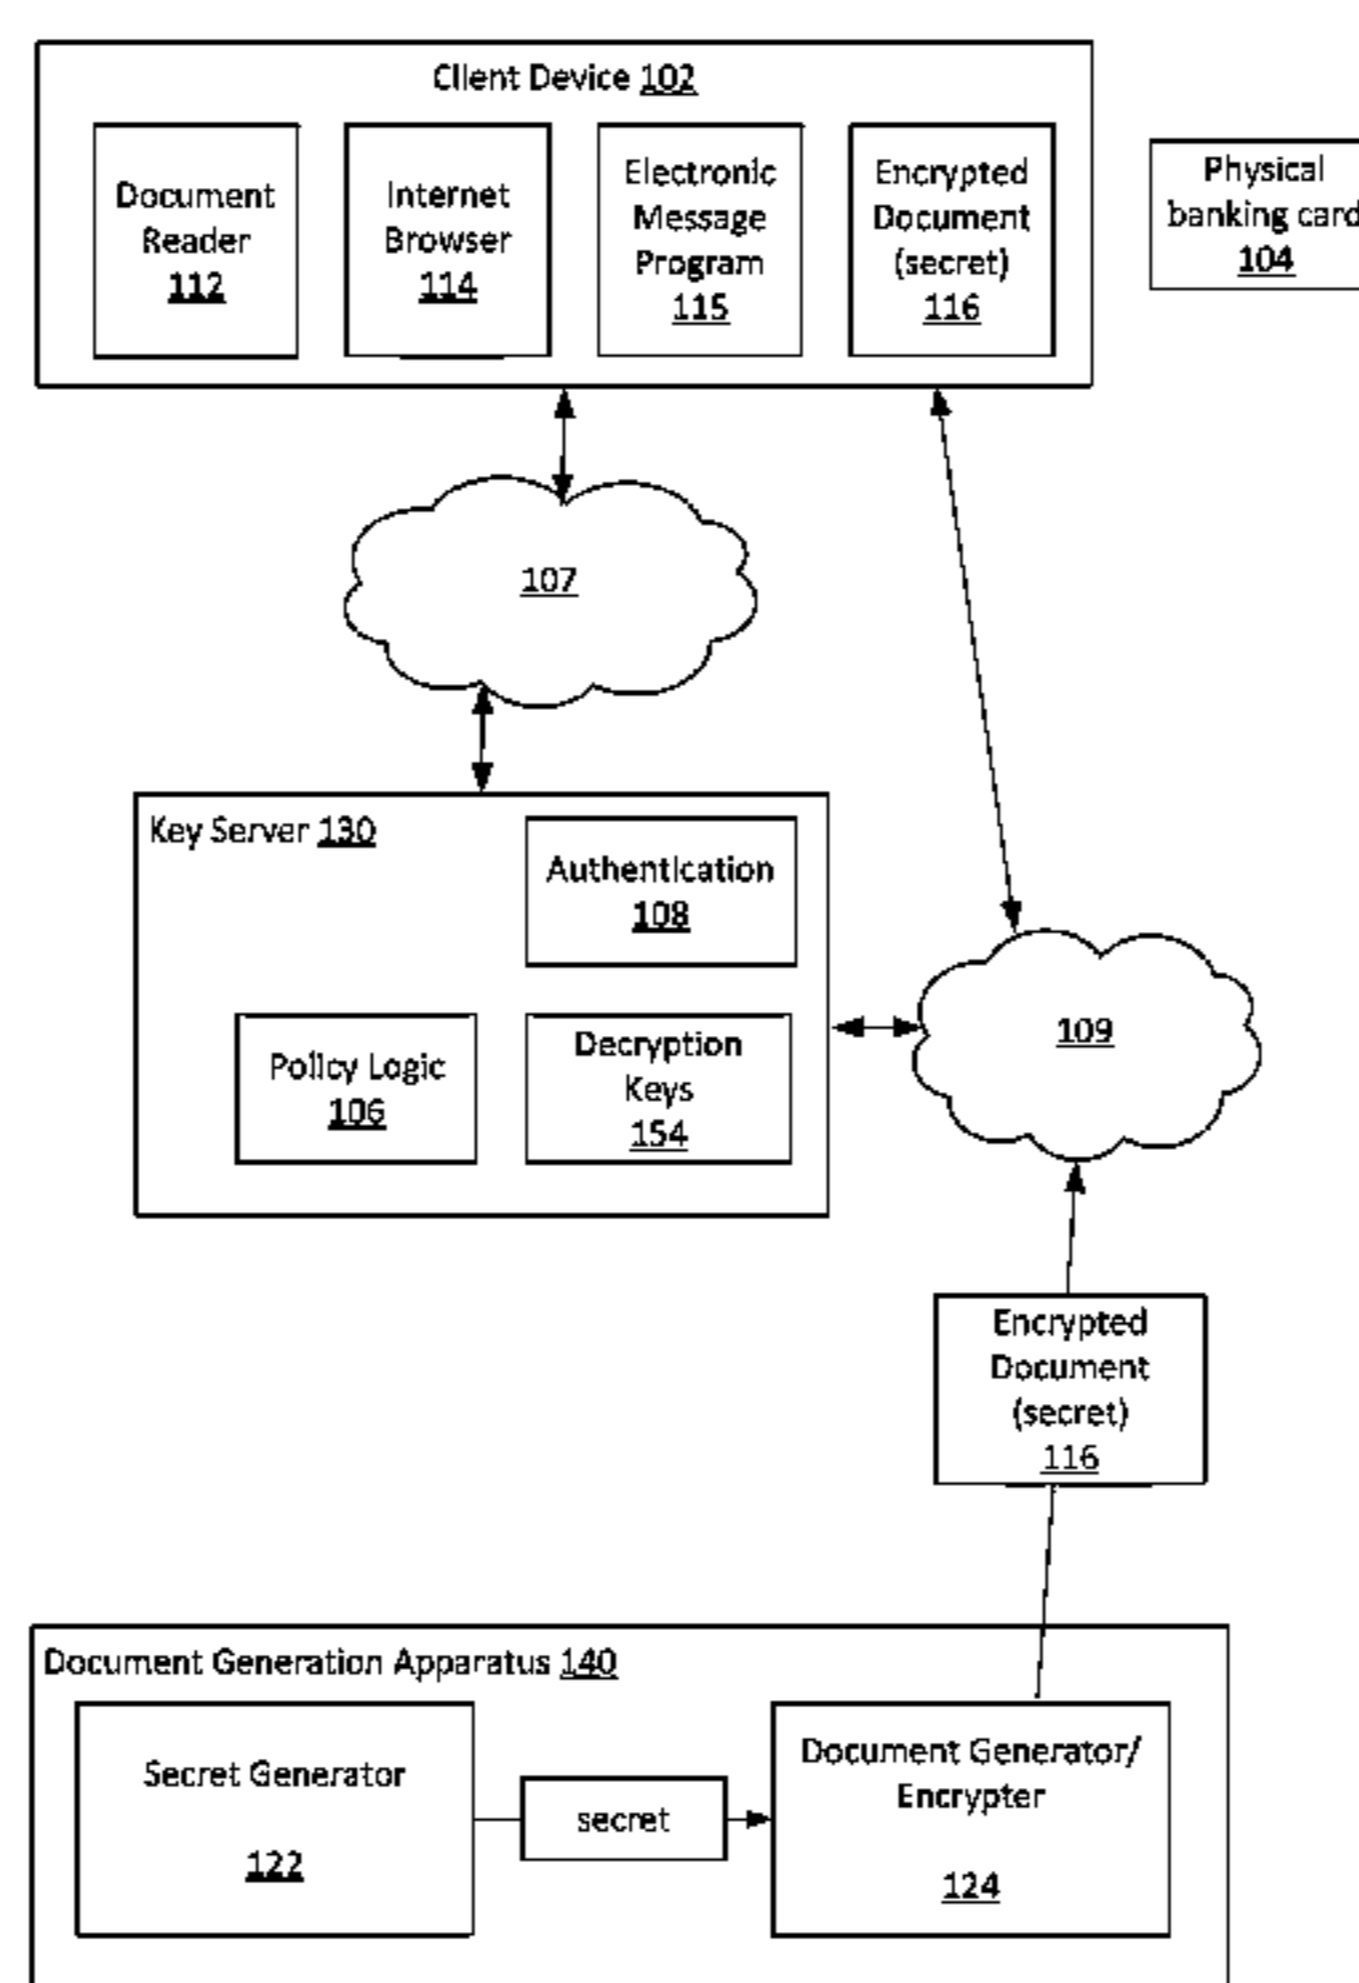 Client Device 102
Document
Reader
112
Internet
Browser
114
Electronic
Message
Program
115
Encrypted
Document
(secret)
116
Physical
banking card
104
107
Key Server 130
Authentication
108
Policy Logic
106
Decryption
Keys
154
109
Encrypted
Document
(secret)
116
Document Generation Apparatus 140
Secret Generator
122
secret
Document Generator/
Encrypter
124